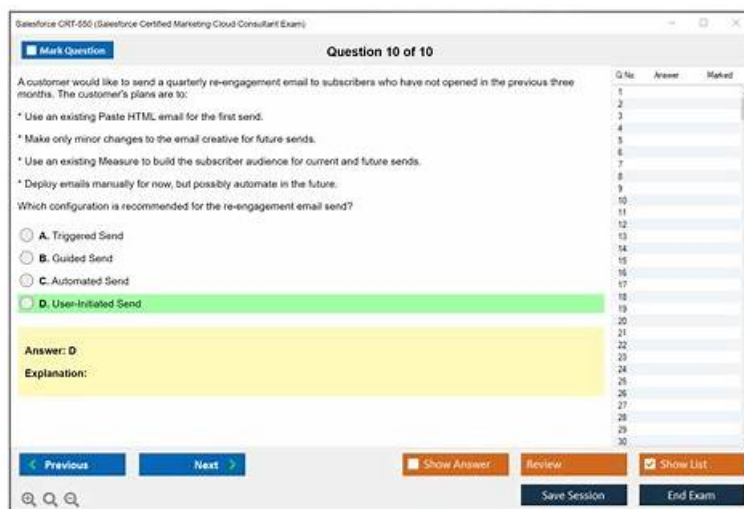 Salesforce CRT-550 (Salesforce Certified Marketing Cloud Consultant Exam)
Mark Question
Question 10 of 10
A customer would like to send a quarterly re-engagement email to subscribers who have not opened in the previous three
months. The customer's plans are to:
* Use an existing Paste HTML email for the first send.
* Make only minor changes to the email creative for future sends.
* Use an existing Measure to build the subscriber audience for current and future sends.
* Deploy emails manually for now, but possibly automate in the future.
Which configuration is recommended for the re-engagement email send?
A. Triggered Send
B. Guided Send
C. Automated Send
D. User-Initiated Send
Answer: D
Explanation:
Q.No Answer Marked
1
2
3
4
5
6
7
8
9
10
11
12
13
14
15
16
17
18
19
20
21
22
23
24
25
26
27
28
29
30
Previous
Next
Show Answer
Review
Show List
Save Session
End Exam